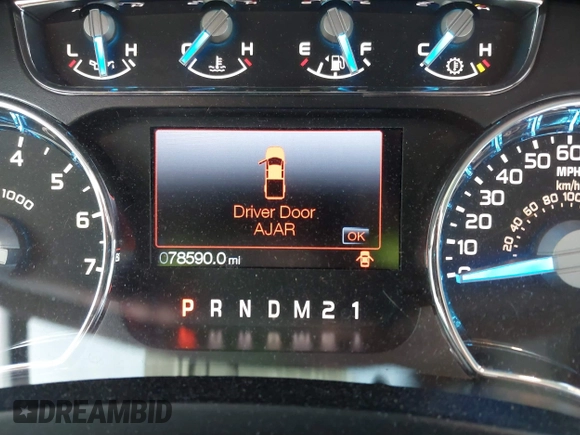 L H C H E F C H
4
5
6
7
1000
Driver Door
AJAR
OK
078590.0 mi
P R N D M 2 1
60
50
40
30
20
10
0
MPH
km/h
20 40 60 80 100
DREAMBID